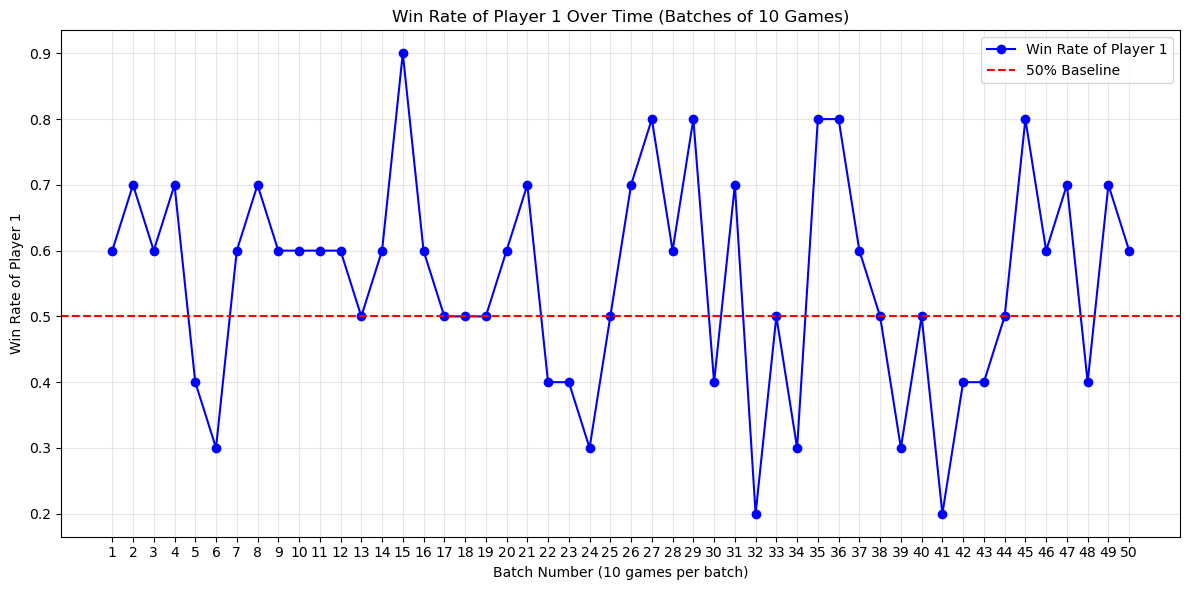 Win Rate of Player 1 Over Time (Batches of 10 Games)
Win Rate of Player 1
50% Baseline
0.9
0.8
0.7
0.6
0.5
0.4
0.3
0.2
Win Rate of Player 1
1 2 3 4 5 6 7 8 9 10 11 12 13 14 15 16 17 18 19 20 21 22 23 24 25 26 27 28 29 30 31 32 33 34 35 36 37 38 39 40 41 42 43 44 45 46 47 48 49 50
Batch Number (10 games per batch)